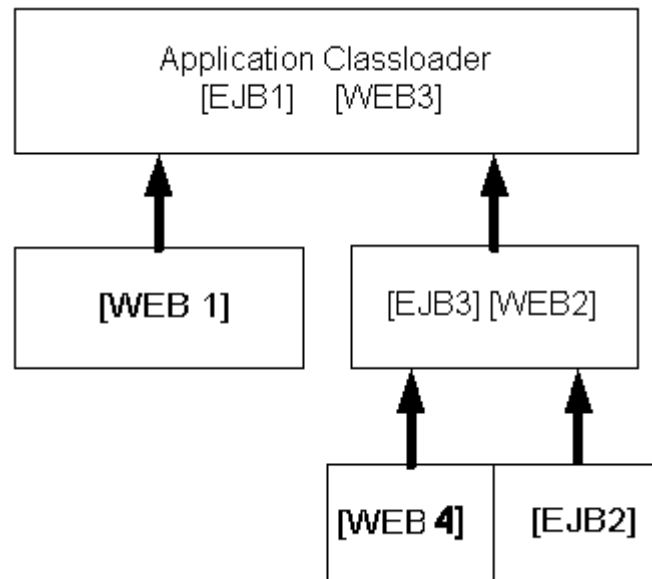 Application Classloader
[EJB1] [WEB3]
[WEB 1]
[EJB3] [WEB2]
[WEB 4]
[EJB2]